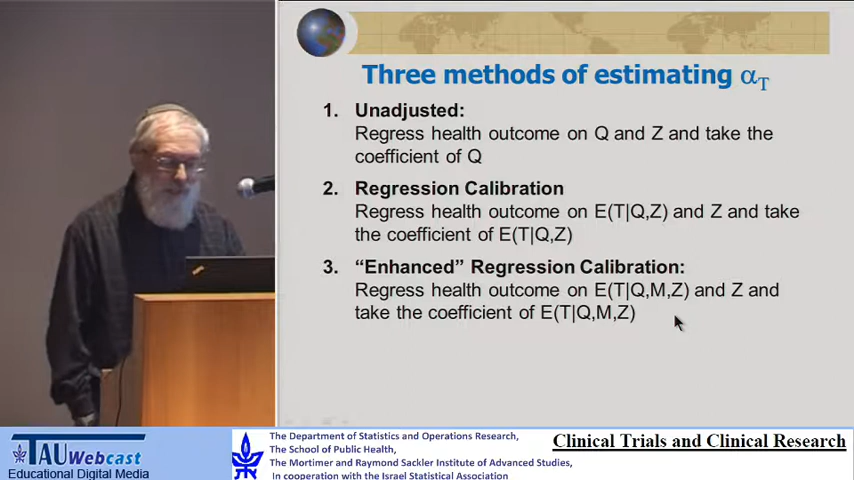 Three methods of estimating αT
1. Unadjusted:
Regress health outcome on Q and Z and take the
coefficient of Q
2. Regression Calibration
Regress health outcome on E(T|Q,Z) and Z and take
the coefficient of E(T|Q,Z)
3. “Enhanced” Regression Calibration:
Regress health outcome on E(T|Q,M,Z) and Z and
take the coefficient of E(T|Q,M,Z)
TAU Webcast
Educational Digital Media
The Department of Statistics and Operations Research,
The School of Public Health,
The Mortimer and Raymond Sackler Institute of Advanced Studies,
In cooperation with the Israel Statistical Association
Clinical Trials and Clinical Research